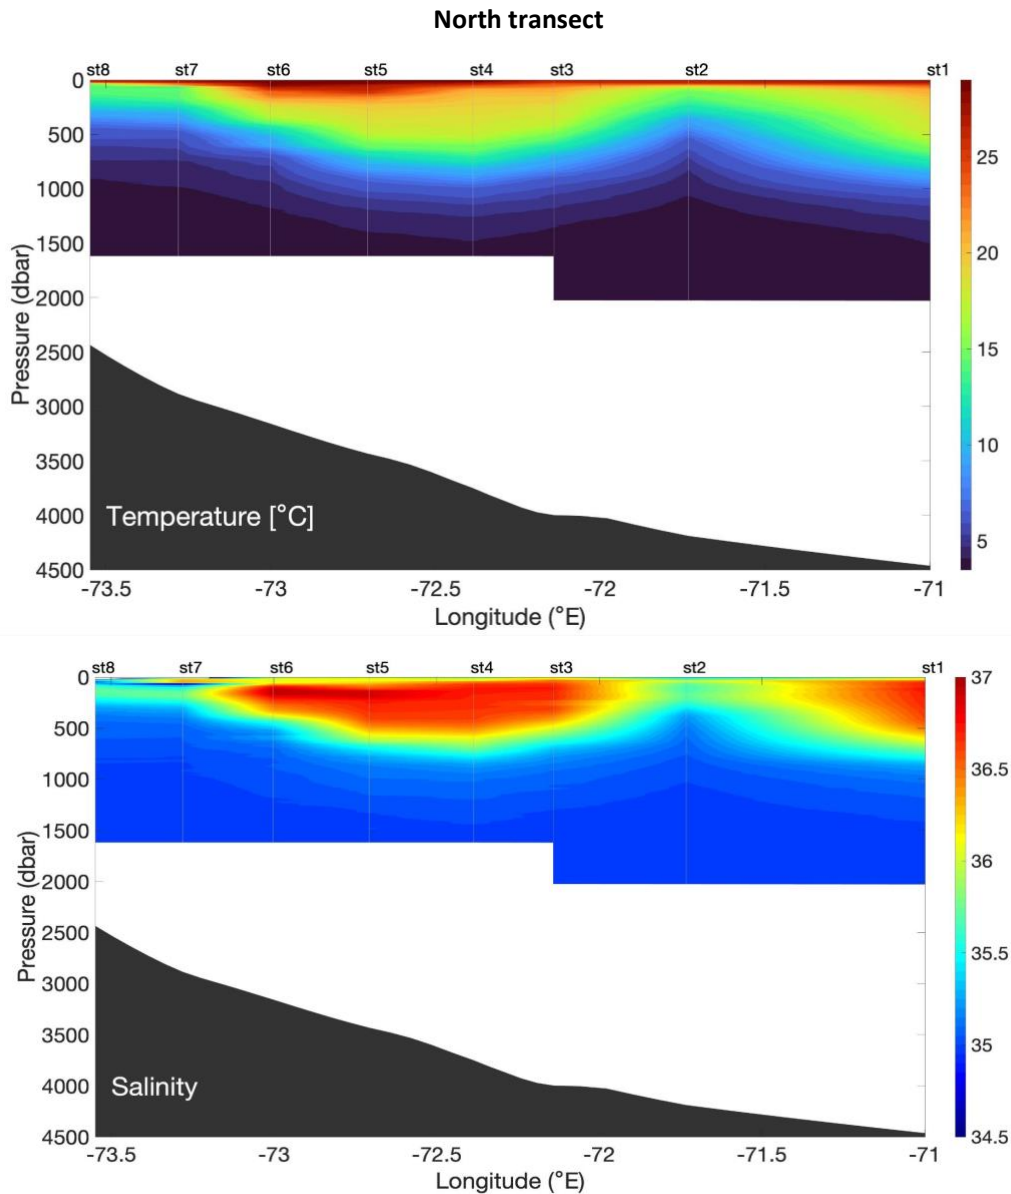 North transect
st8 st7 st6 st5 st4 st3 st2 st1
0
500
1000
1500
2000
2500
3000
3500
4000
4500
Pressure (dbar)
Temperature [°C]
-73.5 -73 -72.5 -72 -71.5 -71
Longitude (°E)
25
20
15
10
5
st8 st7 st6 st5 st4 st3 st2 st1
0
500
1000
1500
2000
2500
3000
3500
4000
4500
Pressure (dbar)
Salinity
-73.5 -73 -72.5 -72 -71.5 -71
Longitude (°E)
37
36.5
36
35.5
35
34.5